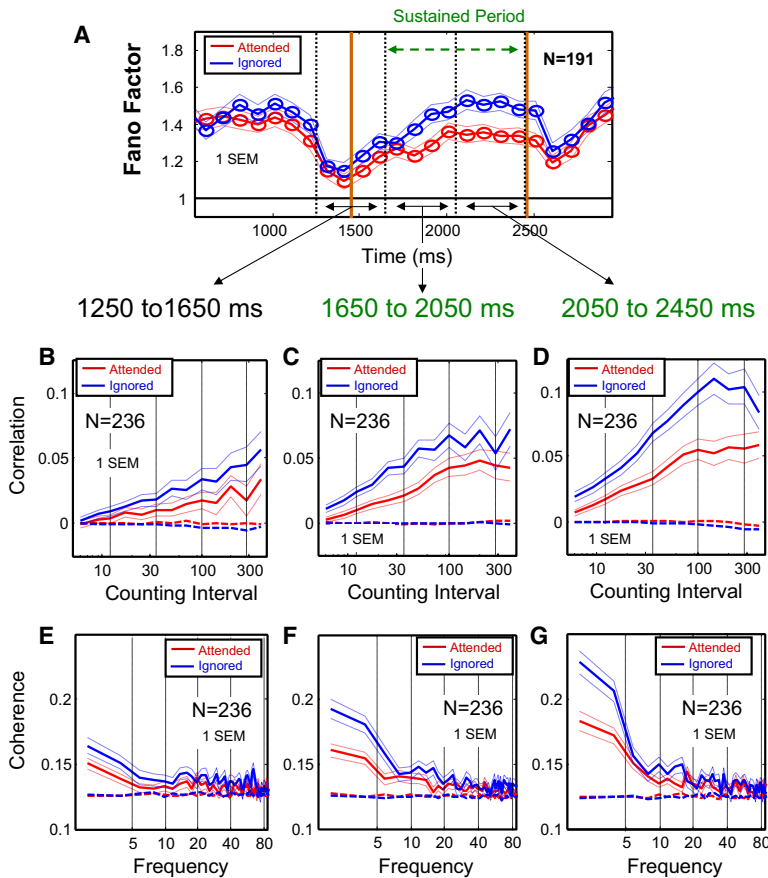 Sustained Period
A
Fano Factor
1.8
1.6
1.4
1.2
1
Attended
Ignored
N=191
1 SEM
1000
1500
2000
2500
Time (ms)
1250 to1650 ms
1650 to 2050 ms
2050 to 2450 ms
B
Correlation
0.1
0.05
0
Attended
Ignored
N=236
1 SEM
10
30
100
300
Counting Interval
C
0.1
0.05
0
Attended
Ignored
N=236
1 SEM
10
30
100
300
Counting Interval
D
0.1
0.05
0
Attended
Ignored
N=236
1 SEM
10
30
100
300
Counting Interval
E
Coherence
0.2
0.15
0.1
Attended
Ignored
N=236
1 SEM
5
10
20
40
80
Frequency
F
0.2
0.15
0.1
Attended
Ignored
N=236
1 SEM
5
10
20
40
80
Frequency
G
0.2
0.15
0.1
Attended
Ignored
N=236
1 SEM
5
10
20
40
80
Frequency